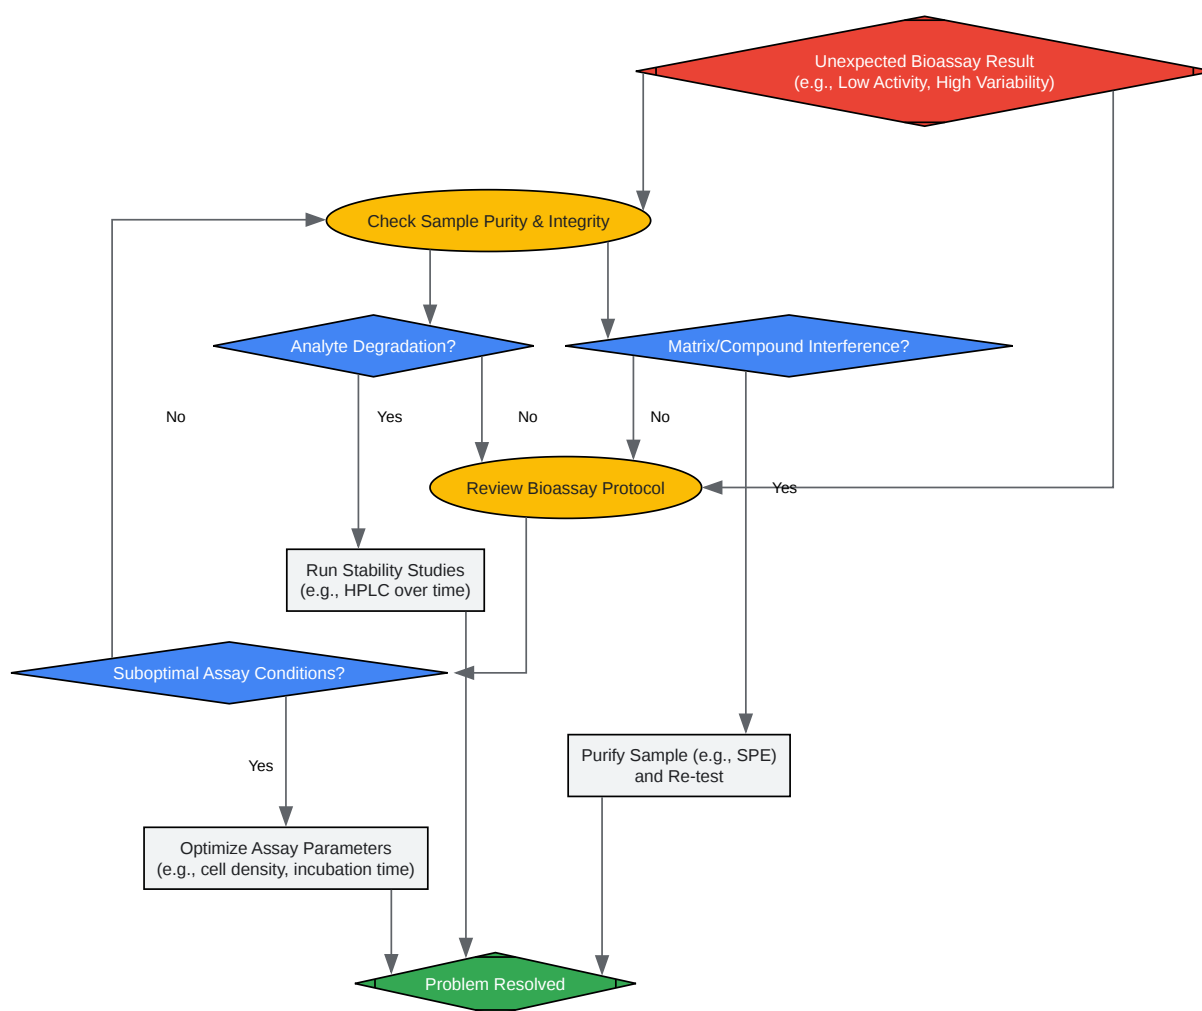 Unexpected Bioassay Result
(e.g., Low Activity, High Variability)
Check Sample Purity & Integrity
Analyte Degradation?
Matrix/Compound Interference?
No
Yes
No
No
Review Bioassay Protocol
Yes
Run Stability Studies
(e.g., HPLC over time)
Suboptimal Assay Conditions?
Purify Sample (e.g., SPE)
and Re-test
Yes
Optimize Assay Parameters
(e.g., cell density, incubation time)
Problem Resolved